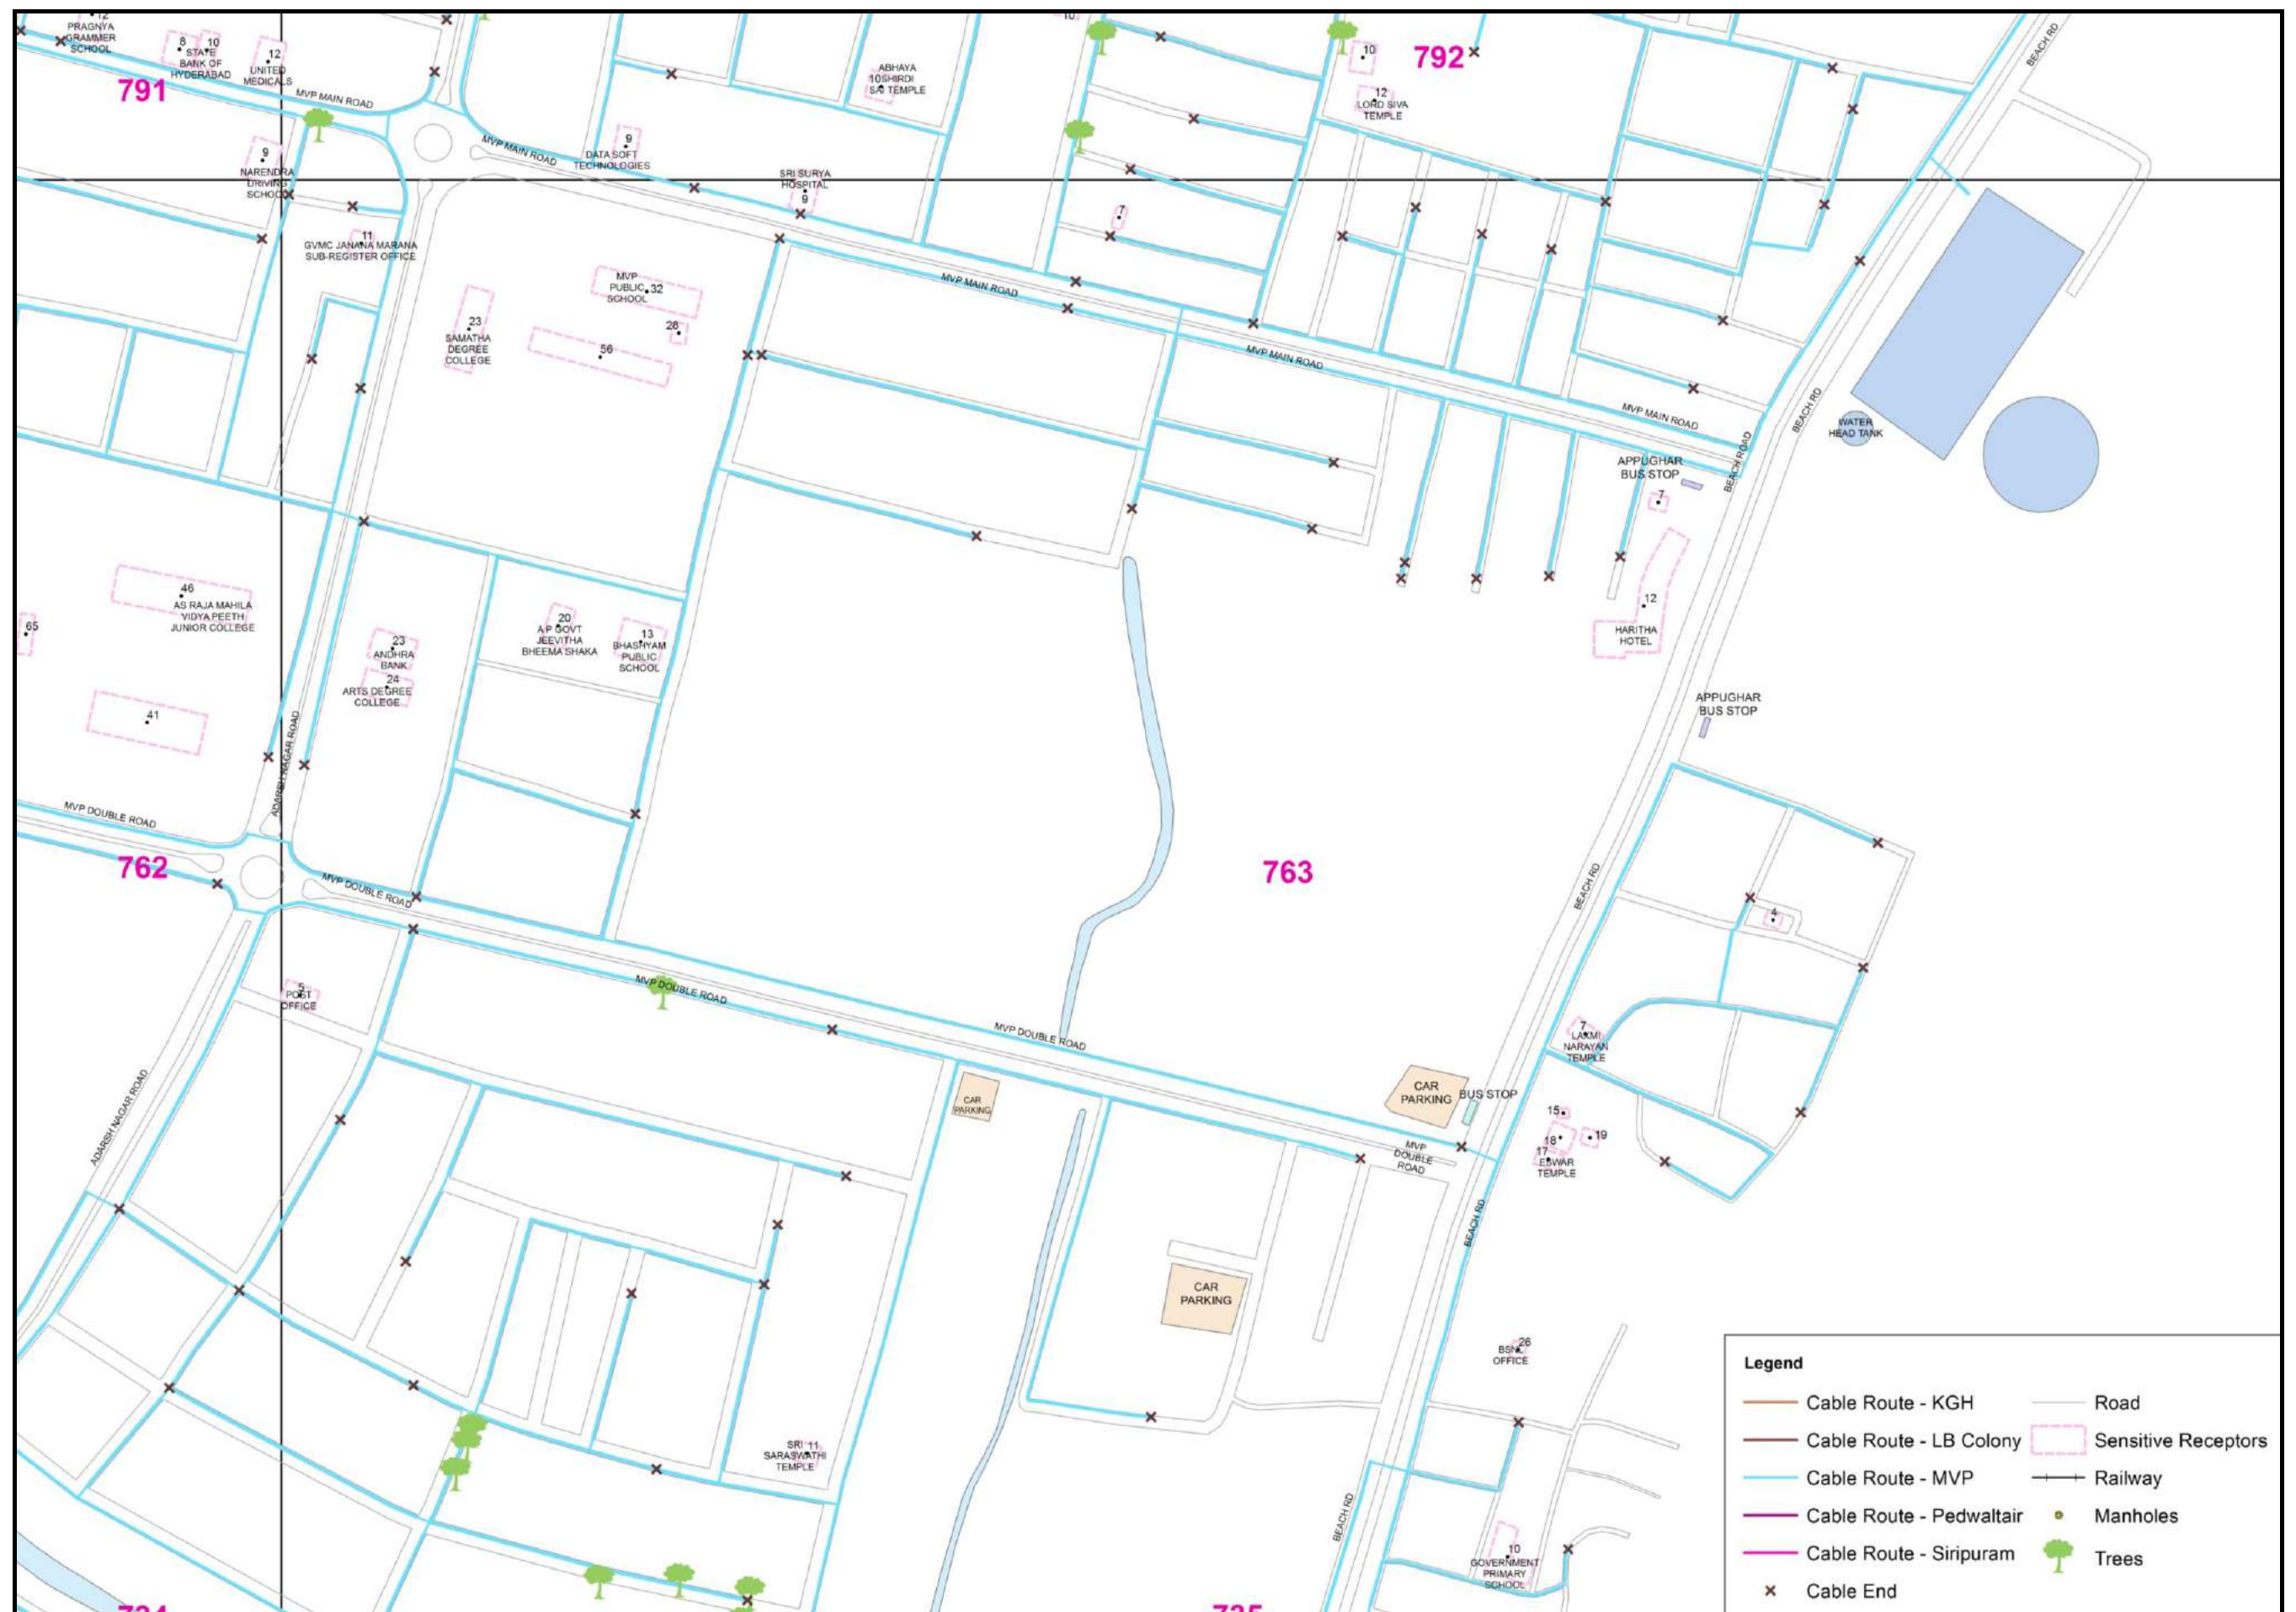 12
PRAGNYA
GRAMMER
SCHOOL
8
10
STATE
BANK OF
HYDERABAD
12
UNITED
MEDICALS
791
MVP MAIN ROAD
10
ABHAYA
10 SHIRDI
SAI TEMPLE
10
792
12
LORD SIVA
TEMPLE
BEACH RD
9
NARENDRA
DRIVING
SCHOOL
MVP MAIN ROAD
9
DATA SOFT
TECHNOLOGIES
SRI SURYA
HOSPITAL
9
7
11
GVMC JANANA MARANA
SUB-REGISTER OFFICE
MVP
PUBLIC 32
SCHOOL
28
56
23
SAMATHA
DEGREE
COLLEGE
MVP MAIN ROAD
MVP MAIN ROAD
MVP MAIN ROAD
BEACH RD
WATER
HEAD TANK
BEACH ROAD
APPUGHAR
BUS STOP
7
12
HARITHA
HOTEL
APPUGHAR
BUS STOP
46
AS RAJA MAHILA
VIDYA PEETH
JUNIOR COLLEGE
65
41
23
ANDHRA
BANK
24
ARTS DEGREE
COLLEGE
20
A P GOVT
JEEVITHA
BHEEMA SHAKA
13
BHASHYAM
PUBLIC
SCHOOL
ADARSH NAGAR ROAD
MVP DOUBLE ROAD
762
MVP DOUBLE ROAD
763
BEACH RD
4
5
POST
OFFICE
MVP DOUBLE ROAD
MVP DOUBLE ROAD
7
LAXMI
NARAYAN
TEMPLE
ADARSH NAGAR ROAD
CAR
PARKING
CAR
PARKING
BUS STOP
15
18
19
17
ESWAR
TEMPLE
MVP
DOUBLE
ROAD
BEACH RD
CAR
PARKING
26
BSNL
OFFICE
SRI 11
SARASWATHI
TEMPLE
BEACH RD
10
GOVERNMENT
PRIMARY
SCHOOL
734
735
Legend
Cable Route - KGH
Cable Route - LB Colony
Cable Route - MVP
Cable Route - Pedwaltair
Cable Route - Siripuram
Cable End
Road
Sensitive Receptors
Railway
Manholes
Trees